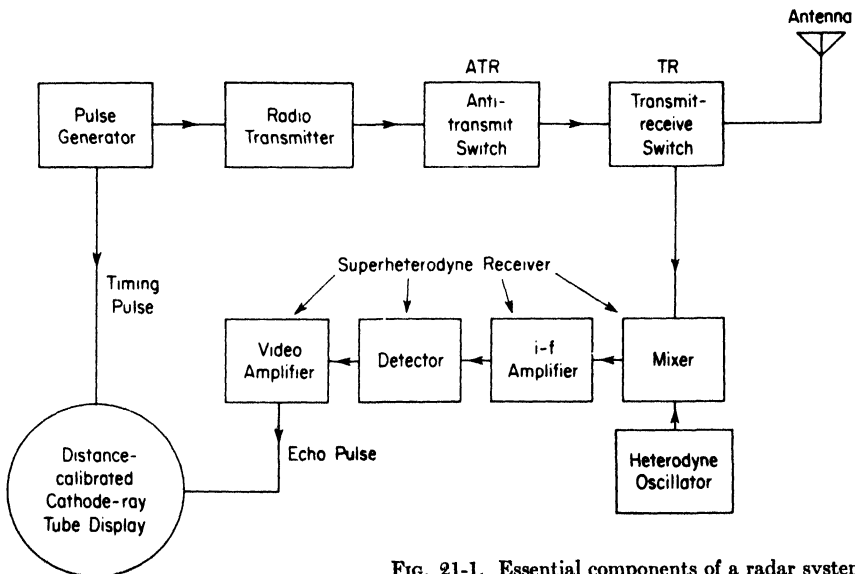 Antenna
ATR
TR
Pulse
Generator
Radio
Transmitter
Anti-
transmit
Switch
Transmit-
receive
Switch
Timing
Pulse
Superheterodyne Receiver
Video
Amplifier
Detector
i-f
Amplifier
Mixer
Echo Pulse
Heterodyne
Oscillator
Distance-
calibrated
Cathode-ray
Tube Display
FIG. 21-1. Essential components of a radar system